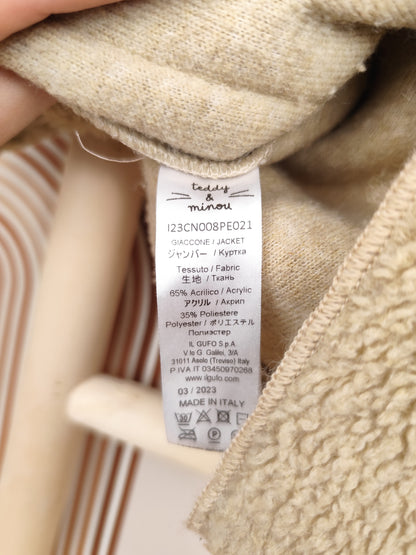 teddy
&
minou
I23CN008PE021
GIACCONE / JACKET
ジャンパー / Куртка
Tessuto / Fabric
生地 / Ткань
65% Acrilico / Acrylic
アクリル / Акрил
35% Poliestere
Polyester / ポリエステル
Полиэстер
IL GUFO S.p.A
V.le G. Galilei, 3/A
31011 Asolo (Treviso) Italy
P.IVA IT 03450970268
www.ilgufo.com
03 / 2023
MADE IN ITALY